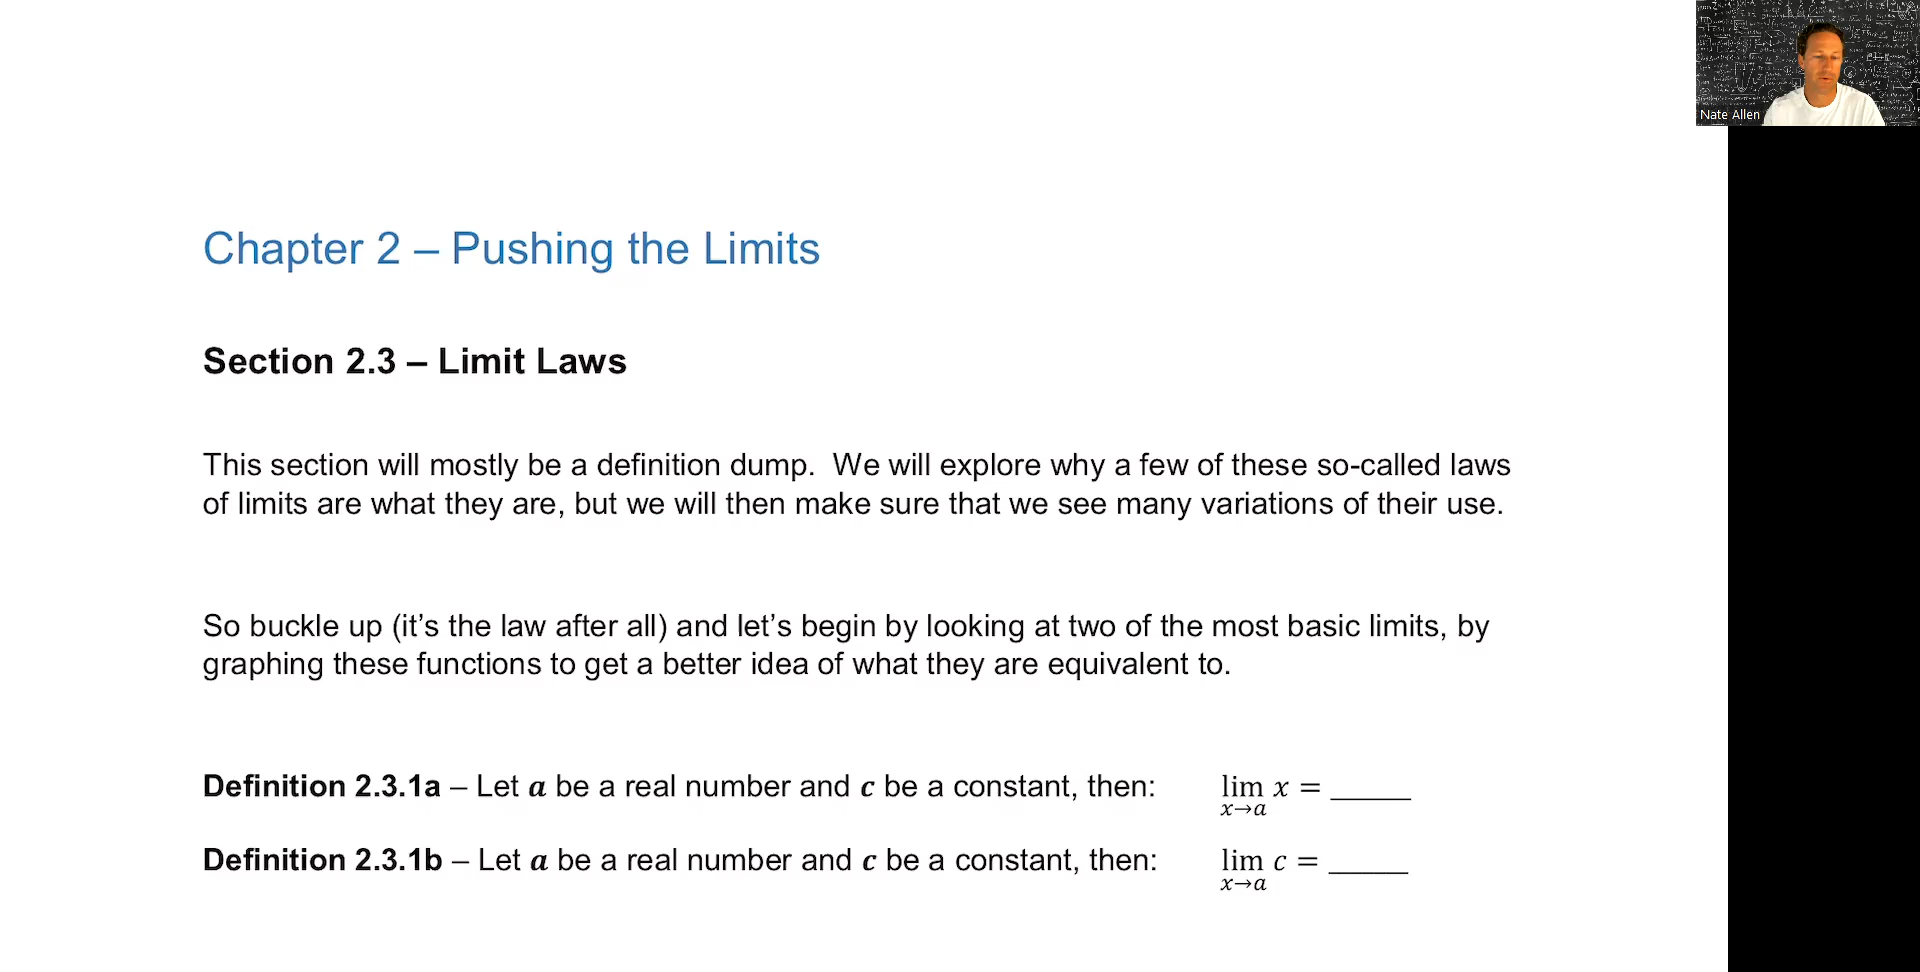 Nate Allen
Chapter 2 – Pushing the Limits
Section 2.3 – Limit Laws
This section will mostly be a definition dump.  We will explore why a few of these so-called laws
of limits are what they are, but we will then make sure that we see many variations of their use.
So buckle up (it’s the law after all) and let’s begin by looking at two of the most basic limits, by
graphing these functions to get a better idea of what they are equivalent to.
Definition 2.3.1a – Let a be a real number and c be a constant, then: lim x = _____
x→a
Definition 2.3.1b – Let a be a real number and c be a constant, then: lim c = _____
x→a